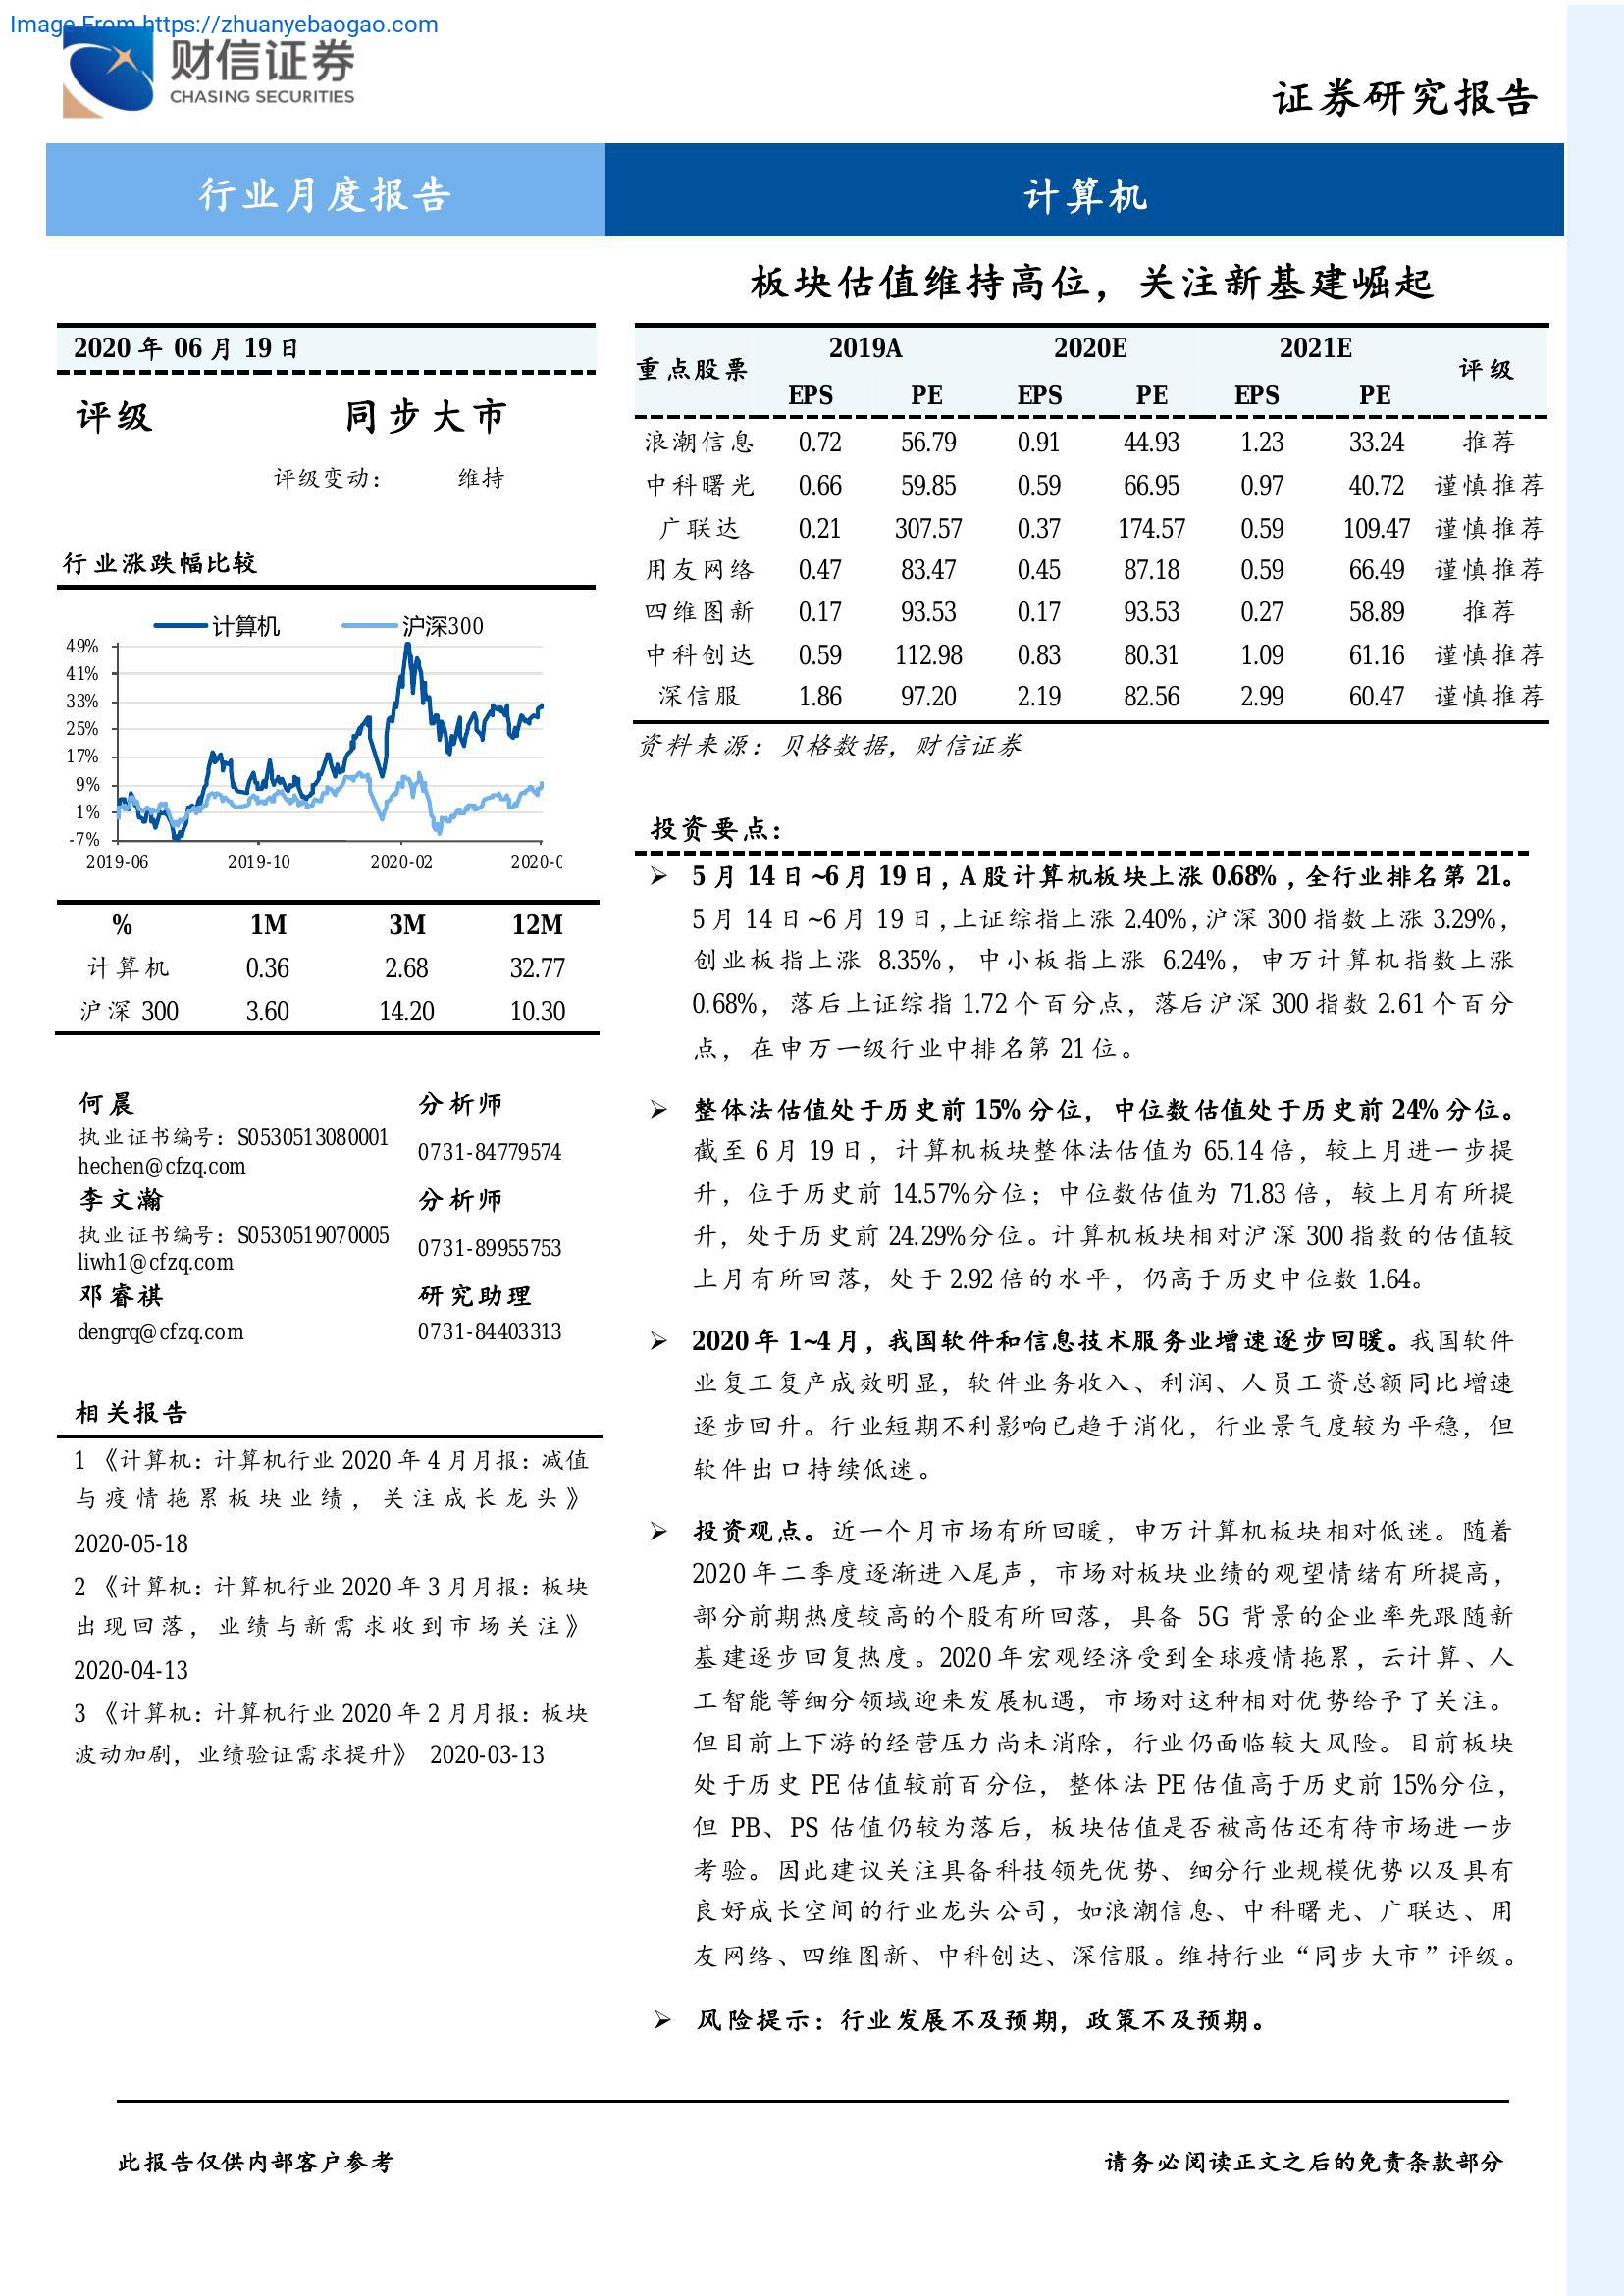 Image From https://zhuanyebaogao.com
财信证券
CHASING SECURITIES
证券研究报告
行业月度报告
计算机
板块估值维持高位，关注新基建崛起
2020 年 06 月 19 日
评级 同步大市
评级变动： 维持
行业涨跌幅比较
计算机 沪深300
49%
41%
33%
25%
17%
9%
1%
-7%
2019-06 2019-10 2020-02 2020-0
% 1M 3M 12M
计算机 0.36 2.68 32.77
沪深 300 3.60 14.20 10.30
何晨 分析师
执业证书编号：S0530513080001
0731-84779574
hechen@cfzq.com
李文瀚 分析师
执业证书编号：S0530519070005
0731-89955753
liwh1@cfzq.com
邓睿祺 研究助理
dengrq@cfzq.com 0731-84403313
相关报告
1 《计算机：计算机行业 2020 年 4 月月报：减值
与疫情拖累板块业绩，关注成长龙头》
2020-05-18
2 《计算机：计算机行业 2020 年 3 月月报：板块
出现回落，业绩与新需求收到市场关注》
2020-04-13
3 《计算机：计算机行业 2020 年 2 月月报：板块
波动加剧，业绩验证需求提升》 2020-03-13
重点股票 2019A 2020E 2021E 评级
EPS PE EPS PE EPS PE
浪潮信息 0.72 56.79 0.91 44.93 1.23 33.24 推荐
中科曙光 0.66 59.85 0.59 66.95 0.97 40.72 谨慎推荐
广联达 0.21 307.57 0.37 174.57 0.59 109.47 谨慎推荐
用友网络 0.47 83.47 0.45 87.18 0.59 66.49 谨慎推荐
四维图新 0.17 93.53 0.17 93.53 0.27 58.89 推荐
中科创达 0.59 112.98 0.83 80.31 1.09 61.16 谨慎推荐
深信服 1.86 97.20 2.19 82.56 2.99 60.47 谨慎推荐
资料来源：贝格数据，财信证券
投资要点：
➢ 5 月 14 日~6 月 19 日，A 股计算机板块上涨 0.68%，全行业排名第 21。
5 月 14 日~6 月 19 日，上证综指上涨 2.40%，沪深 300 指数上涨 3.29%，
创业板指上涨 8.35%，中小板指上涨 6.24%，申万计算机指数上涨
0.68%，落后上证综指 1.72 个百分点，落后沪深 300 指数 2.61 个百分
点，在申万一级行业中排名第 21 位。
➢ 整体法估值处于历史前 15% 分位，中位数估值处于历史前 24% 分位。
截至 6 月 19 日，计算机板块整体法估值为 65.14 倍，较上月进一步提
升，位于历史前 14.57%分位；中位数估值为 71.83 倍，较上月有所提
升，处于历史前 24.29%分位。计算机板块相对沪深 300 指数的估值较
上月有所回落，处于 2.92 倍的水平，仍高于历史中位数 1.64。
➢ 2020 年 1~4 月，我国软件和信息技术服务业增速逐步回暖。我国软件
业复工复产成效明显，软件业务收入、利润、人员工资总额同比增速
逐步回升。行业短期不利影响已趋于消化，行业景气度较为平稳，但
软件出口持续低迷。
➢ 投资观点。近一个月市场有所回暖，申万计算机板块相对低迷。随着
2020 年二季度逐渐进入尾声，市场对板块业绩的观望情绪有所提高，
部分前期热度较高的个股有所回落，具备 5G 背景的企业率先跟随新
基建逐步回复热度。2020 年宏观经济受到全球疫情拖累，云计算、人
工智能等细分领域迎来发展机遇，市场对这种相对优势给予了关注。
但目前上下游的经营压力尚未消除，行业仍面临较大风险。目前板块
处于历史 PE 估值较前百分位，整体法 PE 估值高于历史前 15%分位，
但 PB、PS 估值仍较为落后，板块估值是否被高估还有待市场进一步
考验。因此建议关注具备科技领先优势、细分行业规模优势以及具有
良好成长空间的行业龙头公司，如浪潮信息、中科曙光、广联达、用
友网络、四维图新、中科创达、深信服。维持行业“同步大市”评级。
➢ 风险提示：行业发展不及预期，政策不及预期。
此报告仅供内部客户参考
请务必阅读正文之后的免责条款部分